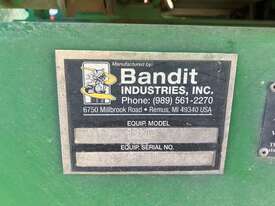 Manufactured by:
Bandit
INDUSTRIES, INC.
Phone: (989) 561-2270
6750 Millbrook Road • Remus, MI 49340 USA
EQUIP. MODEL
EQUIP. SERIAL NO.